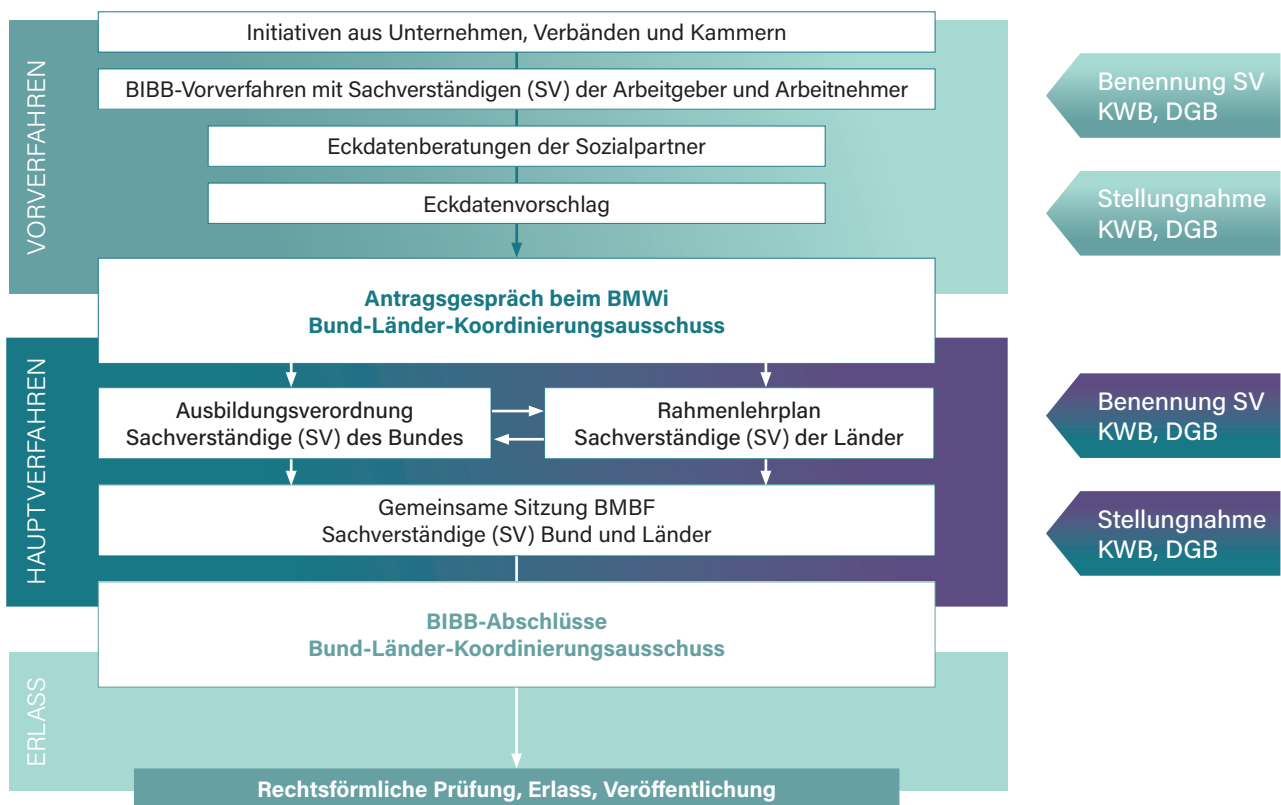 VORVERFAHREN
Initiativen aus Unternehmen, Verbänden und Kammern
BIBB-Vorverfahren mit Sachverständigen (SV) der Arbeitgeber und Arbeitnehmer
Benennung SV
KWB, DGB
Eckdatenberatungen der Sozialpartner
Eckdatenvorschlag
Stellungnahme
KWB, DGB
Antragsgespräch beim BMWi
Bund-Länder-Koordinierungsausschuss
HAUPTVERFAHREN
Ausbildungsverordnung
Sachverständige (SV) des Bundes
Rahmenlehrplan
Sachverständige (SV) der Länder
Benennung SV
KWB, DGB
Gemeinsame Sitzung BMBF
Sachverständige (SV) Bund und Länder
Stellungnahme
KWB, DGB
BIBB-Abschlüsse
Bund-Länder-Koordinierungsausschuss
ERLASS
Rechtsförmliche Prüfung, Erlass, Veröffentlichung